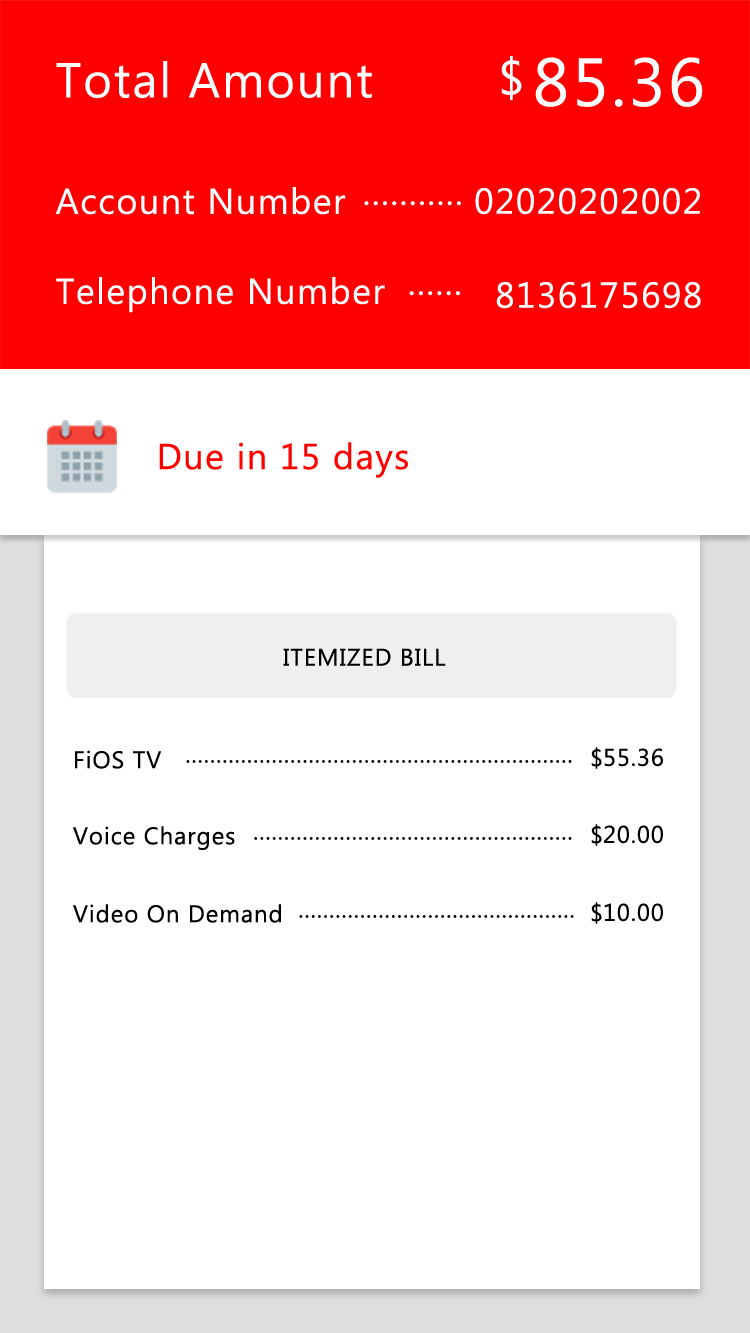 Total Amount $85.36
Account Number ··········· 02020202002
Telephone Number ······ 8136175698
Due in 15 days
ITEMIZED BILL
FiOS TV ································································ $55.36
Voice Charges ····················································· $20.00
Video On Demand ·············································· $10.00